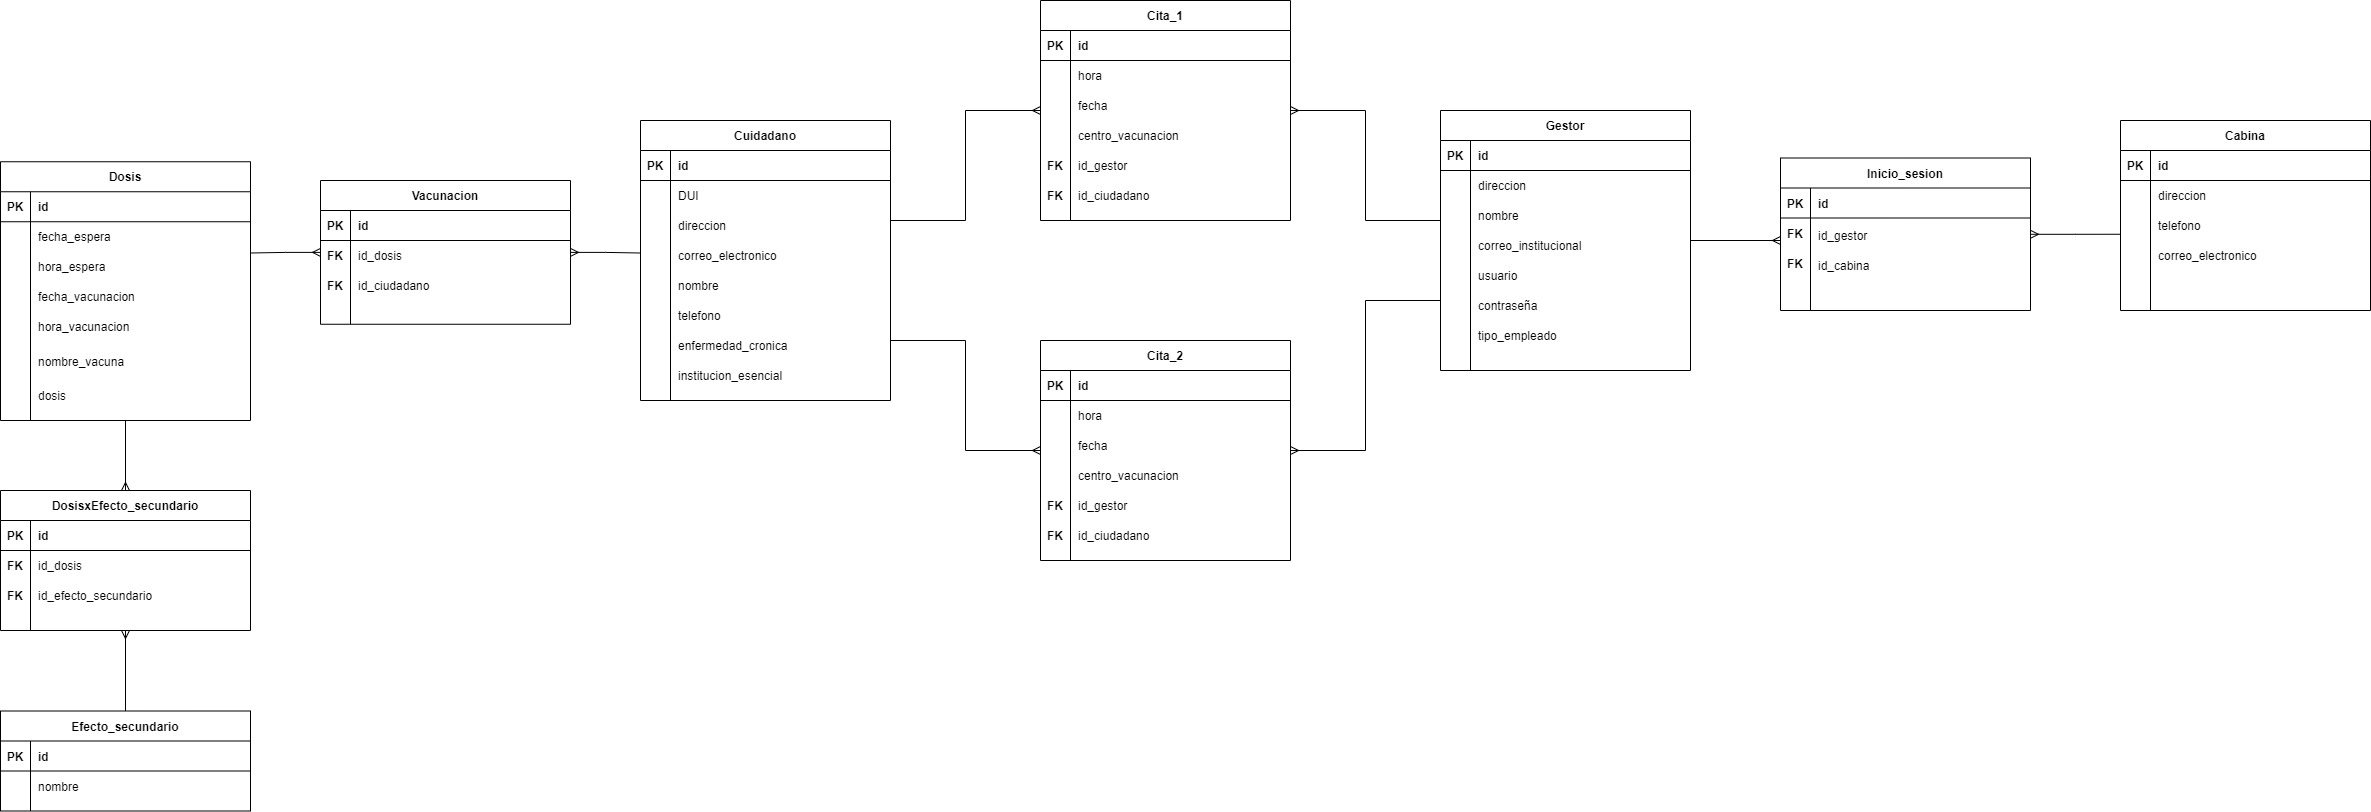 Dosis
PK id
fecha_espera
hora_espera
fecha_vacunacion
hora_vacunacion
nombre_vacuna
dosis
Vacunacion
PK id
FK id_dosis
FK id_ciudadano
Cuidadano
PK id
DUI
direccion
correo_electronico
nombre
telefono
enfermedad_cronica
institucion_esencial
Cita_1
PK id
hora
fecha
centro_vacunacion
FK id_gestor
FK id_ciudadano
Cita_2
PK id
hora
fecha
centro_vacunacion
FK id_gestor
FK id_ciudadano
Gestor
PK id
direccion
nombre
correo_institucional
usuario
contraseña
tipo_empleado
Inicio_sesion
PK id
FK id_gestor
FK id_cabina
Cabina
PK id
direccion
telefono
correo_electronico
DosisxEfecto_secundario
PK id
FK id_dosis
FK id_efecto_secundario
Efecto_secundario
PK id
nombre